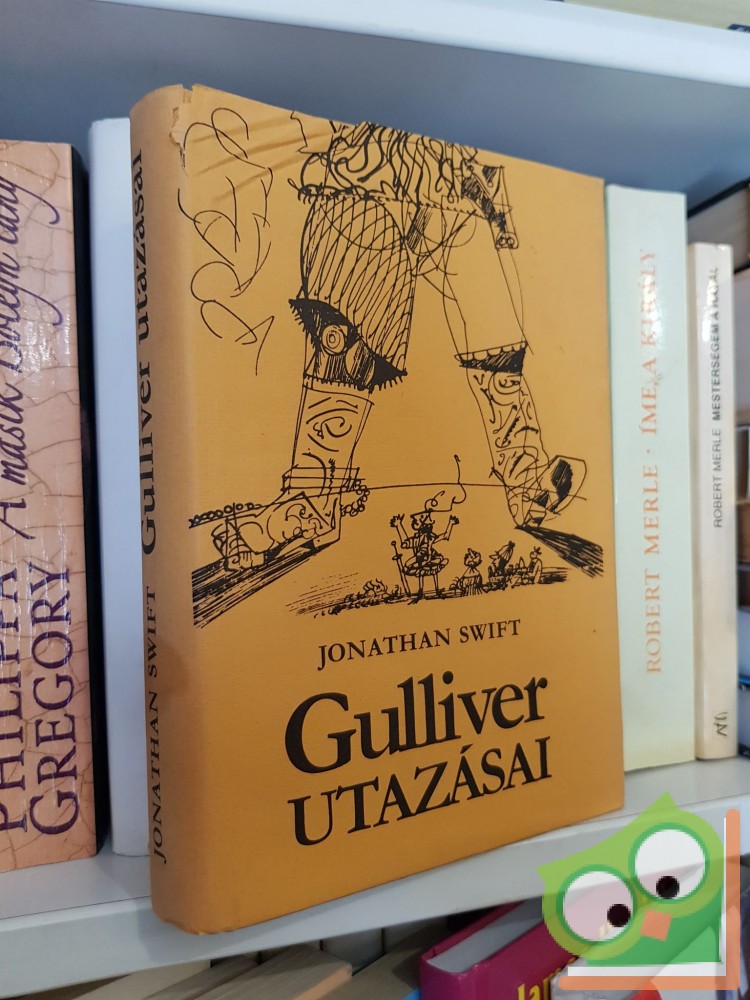 PHILIPPA GREGORY
A másik Boleyn lány
JONATHAN SWIFT Gulliver utazásai
JONATHAN SWIFT
Gulliver
UTAZÁSAI
ROBERT MERLE · ÍME, A KIRÁLY
ROBERT MERLE MESTERSÉGEM A HALÁL